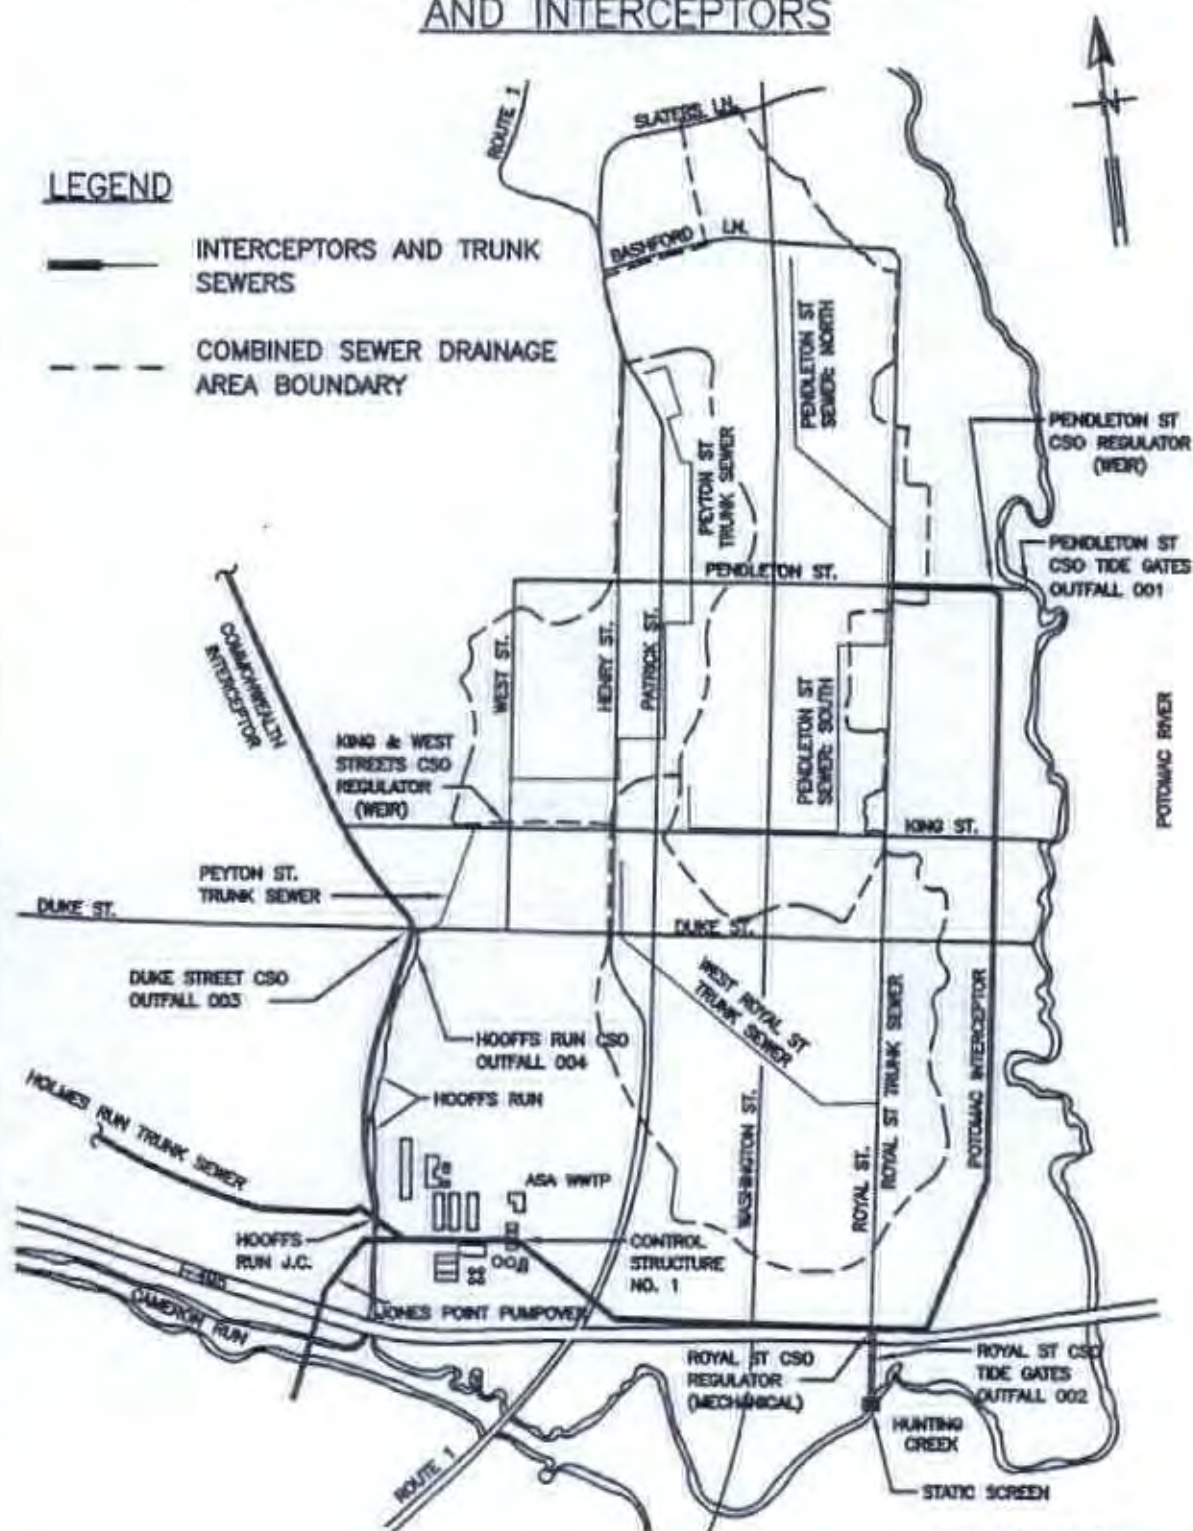 AND INTERCEPTORS
N
ROUTE 1
SLATERS LN.
LEGEND
INTERCEPTORS AND TRUNK
SEWERS
BASHFORD LN.
COMBINED SEWER DRAINAGE
AREA BOUNDARY
PENDLETON ST
SEWER: NORTH
PEYTON ST
TRUNK SEWER
PENDLETON ST
CSO REGULATOR
(WEIR)
PENDLETON ST
CSO TIDE GATES
OUTFALL 001
PENDLETON ST.
COMMONWEALTH
INTERCEPTOR
WEST ST.
HENRY ST.
PATRICK ST.
PENDLETON ST
SEWER: SOUTH
POTOMAC RIVER
KING & WEST
STREETS CSO
REGULATOR
(WEIR)
KING ST.
PEYTON ST.
TRUNK SEWER
DUKE ST.
DUKE ST.
DUKE STREET CSO
OUTFALL 003
WEST ROYAL ST
TRUNK SEWER
HOOFFS RUN CSO
OUTFALL 004
HOOFFS RUN
HOLMES RUN TRUNK SEWER
ASA WWTP
WASHINGTON ST.
ROYAL ST.
ROYAL ST TRUNK SEWER
POTOMAC INTERCEPTOR
HOOFFS
RUN J.C.
CONTROL
STRUCTURE
NO. 1
I-495
CAMERON RUN
JONES POINT PUMPOVER
ROYAL ST CSO
REGULATOR
(MECHANICAL)
ROYAL ST CSO
TIDE GATES
OUTFALL 002
HUNTING
CREEK
ROUTE 1
STATIC SCREEN